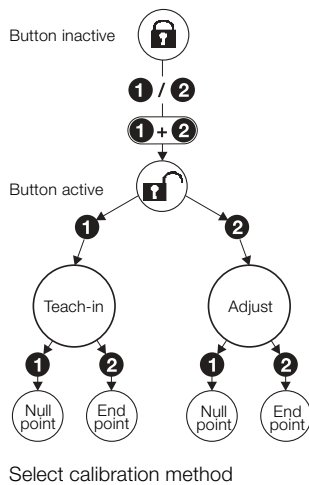 Button inactive
1 / 2
1 + 2
Button active
1 2
Teach-in Adjust
1 2 1 2
Null point End point Null point End point
Select calibration method